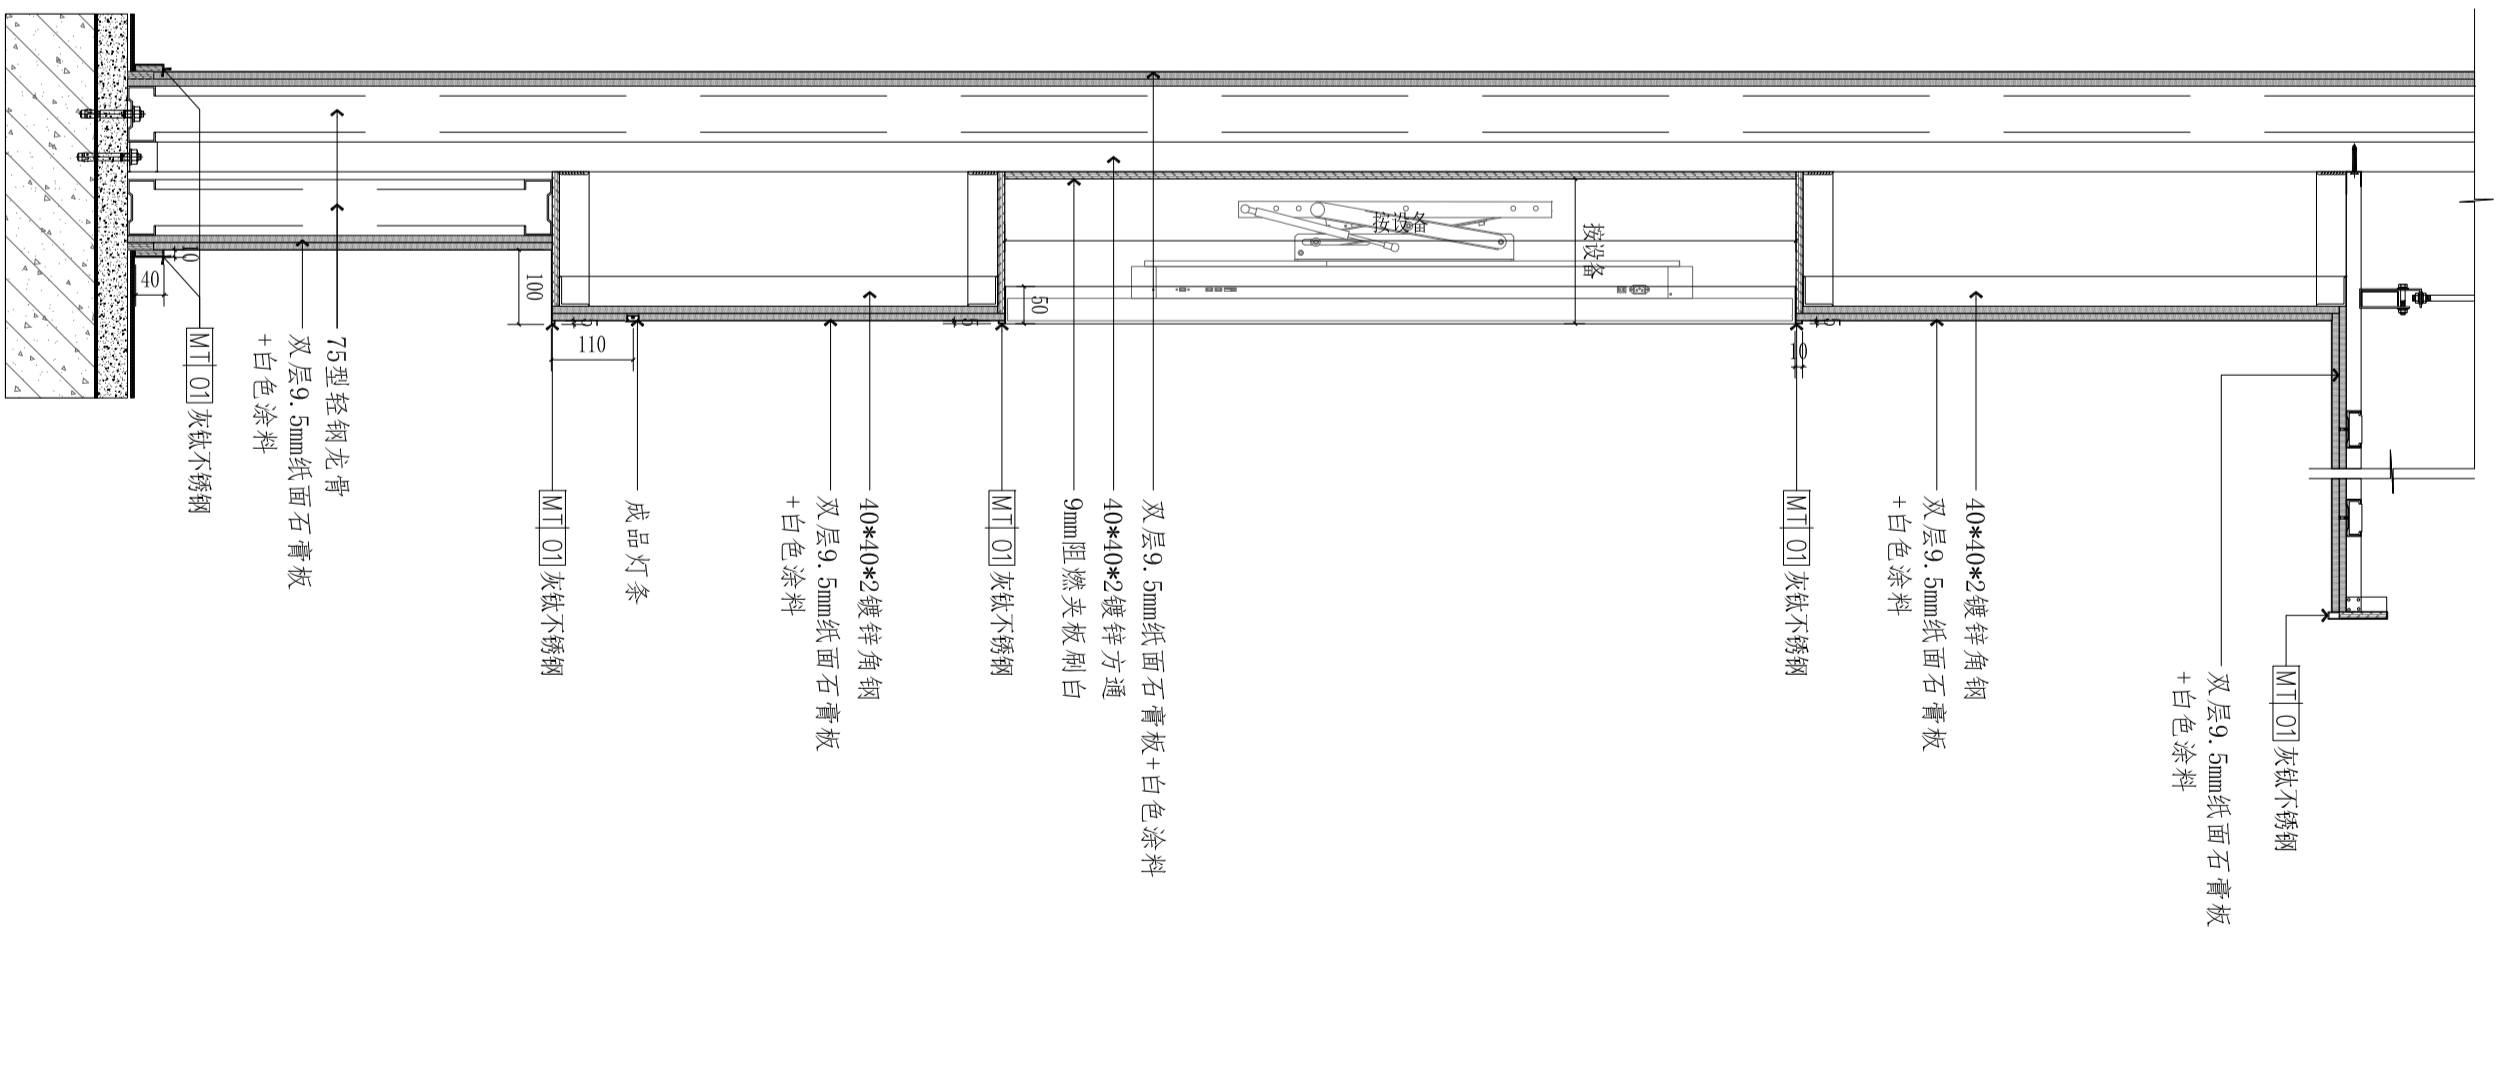 按设备
按设备
10
40
100
5
110
5
50
10
5
MT 01 灰钛不锈钢
双层9.5mm纸面石膏板
+白色涂料
75型轻钢龙骨
MT 01 灰钛不锈钢
成品灯条
双层9.5mm纸面石膏板
+白色涂料
40*40*2镀锌角钢
MT 01 灰钛不锈钢
9mm阻燃夹板刷白
40*40*2镀锌方通
双层9.5mm纸面石膏板+白色涂料
MT 01 灰钛不锈钢
双层9.5mm纸面石膏板
+白色涂料
40*40*2镀锌角钢
双层9.5mm纸面石膏板
+白色涂料
MT 01 灰钛不锈钢